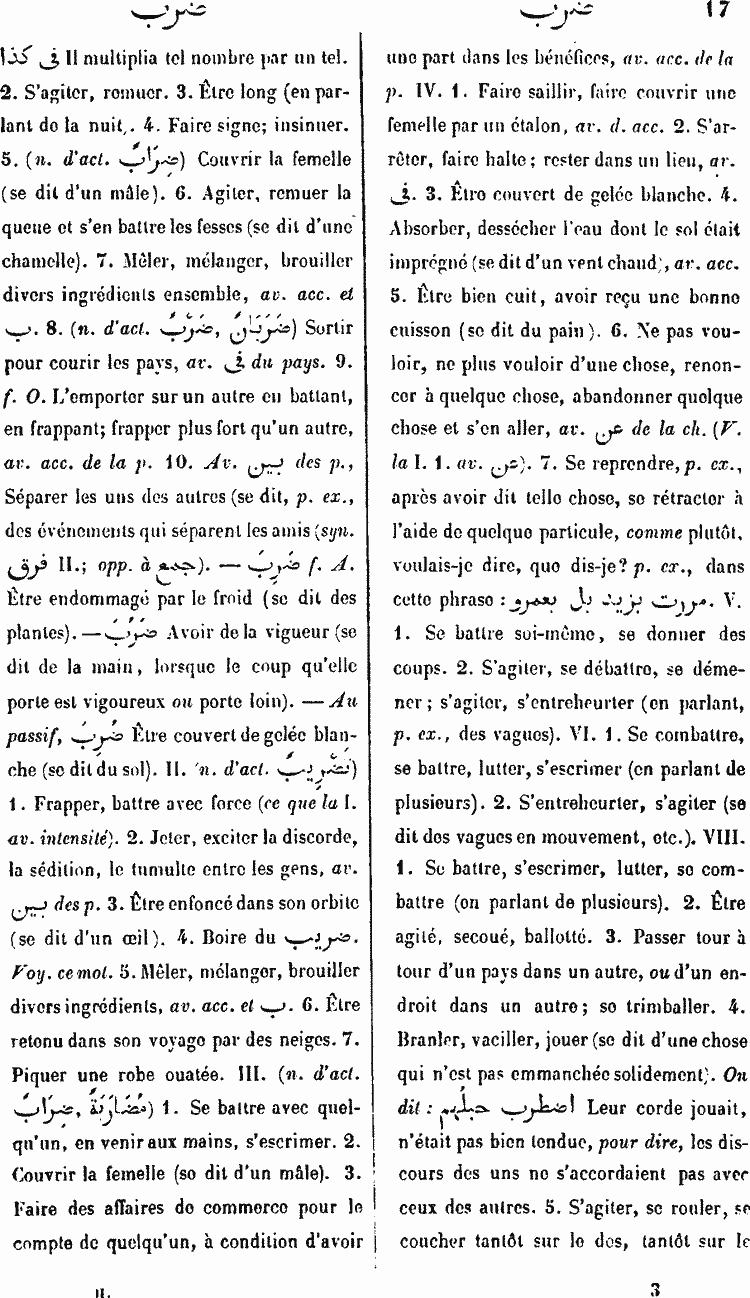 ضرب
ضرب
17
فى كذا Il multiplia tel nombre par un tel.
2. S'agiter, remuer. 3. Être long (en par-
lant de la nuit). 4. Faire signe; insinuer.
5. (n. d'act. ضِرَابٌ) Couvrir la femelle
(se dit d'un mâle). 6. Agiter, remuer la
queue et s'en battre les fesses (se dit d'une
chamelle). 7. Mêler, mélanger, brouiller
divers ingrédients ensemble, av. acc. et
ب. 8. (n. d'act. ضَرْبٌ, ضَرَبَانٌ) Sortir
pour courir les pays, av. فى du pays. 9.
f. O. L'emporter sur un autre en battant,
en frappant; frapper plus fort qu'un autre,
av. acc. de la p. 10. Av. بين des p.,
Séparer les uns des autres (se dit, p. ex.,
des événements qui séparent les amis (syn.
فرق II.; opp. à جمع). — ضَرِبَ f. A.
Être endommagé par le froid (se dit des
plantes). — ضَرُبَ Avoir de la vigueur (se
dit de la main, lorsque le coup qu'elle
porte est vigoureux ou porte loin). — Au
passif, ضُرِبَ Être couvert de gelée blan-
che (se dit du sol). II. (n. d'act. تَضْرِيبٌ)
1. Frapper, battre avec force (ce que la I.
av. intensité). 2. Jeter, exciter la discorde,
la sédition, le tumulte entre les gens, av.
بين des p. 3. Être enfoncé dans son orbite
(se dit d'un œil). 4. Boire du ضريب.
Voy. ce mot. 5. Mêler, mélanger, brouiller
divers ingrédients, av. acc. et ب. 6. Être
retenu dans son voyage par des neiges. 7.
Piquer une robe ouatée. III. (n. d'act.
ضِرَابٌ, مُضَارَبَةٌ) 1. Se battre avec quel-
qu'un, en venir aux mains, s'escrimer. 2.
Couvrir la femelle (se dit d'un mâle). 3.
Faire des affaires de commerce pour le
compte de quelqu'un, à condition d'avoir
II.
une part dans les bénéfices, av. acc. de la
p. IV. 1. Faire saillir, faire couvrir une
femelle par un étalon, av. d. acc. 2. S'ar-
rêter, faire halte; rester dans un lieu, av.
فى. 3. Être couvert de gelée blanche. 4.
Absorber, dessécher l'eau dont le sol était
imprégné (se dit d'un vent chaud), av. acc.
5. Être bien cuit, avoir reçu une bonne
cuisson (se dit du pain). 6. Ne pas vou-
loir, ne plus vouloir d'une chose, renon-
cer à quelque chose, abandonner quelque
chose et s'en aller, av. عن de la ch. (V.
la I. 1. av. عن). 7. Se reprendre, p. ex.,
après avoir dit telle chose, se rétracter à
l'aide de quelque particule, comme plutôt,
voulais-je dire, que dis-je? p. ex., dans
cette phrase : مررت بزيد بل بعمرو. V.
1. Se battre soi-même, se donner des
coups. 2. S'agiter, se débattre, se déme-
ner; s'agiter, s'entreheurter (en parlant,
p. ex., des vagues). VI. 1. Se combattre,
se battre, lutter, s'escrimer (en parlant de
plusieurs). 2. S'entreheurter, s'agiter (se
dit des vagues en mouvement, etc.). VIII.
1. Se battre, s'escrimer, lutter, se com-
battre (en parlant de plusieurs). 2. Être
agité, secoué, ballotté. 3. Passer tour à
tour d'un pays dans un autre, ou d'un en-
droit dans un autre; se trimballer. 4.
Branler, vaciller, jouer (se dit d'une chose
qui n'est pas emmanchée solidement). On
dit : اضطرب حبلهم Leur corde jouait,
n'était pas bien tendue, pour dire, les dis-
cours des uns ne s'accordaient pas avec
ceux des autres. 5. S'agiter, se rouler, se
coucher tantôt sur le dos, tantôt sur le
3